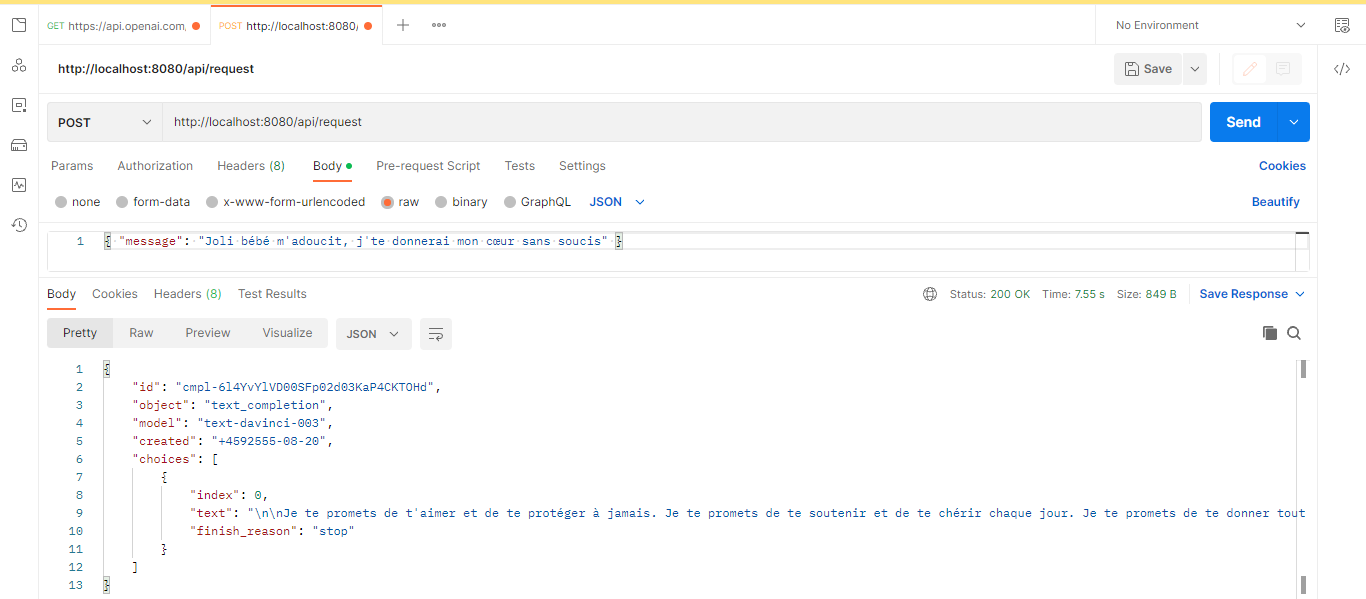 GET https://api.openai.com, POST http://localhost:8080/ No Environment
http://localhost:8080/api/request Save
POST http://localhost:8080/api/request Send
Params Authorization Headers (8) Body Pre-request Script Tests Settings Cookies
none form-data x-www-form-urlencoded raw binary GraphQL JSON Beautify
1 { "message": "Joli bébé m'adoucit, j'te donnerai mon cœur sans soucis" }
Body Cookies Headers (8) Test Results Status: 200 OK Time: 7.55 s Size: 849 B Save Response
Pretty Raw Preview Visualize JSON
1 {
2 "id": "cmpl-6l4YvYlVD00SFp02d03KaP4CKTOHd",
3 "object": "text_completion",
4 "model": "text-davinci-003",
5 "created": "+4592555-08-20",
6 "choices": [
7 {
8 "index": 0,
9 "text": "\n\nJe te promets de t'aimer et de te protéger à jamais. Je te promets de te soutenir et de te chérir chaque jour. Je te promets de te donner tout
10 "finish_reason": "stop"
11 }
12 ]
13 }